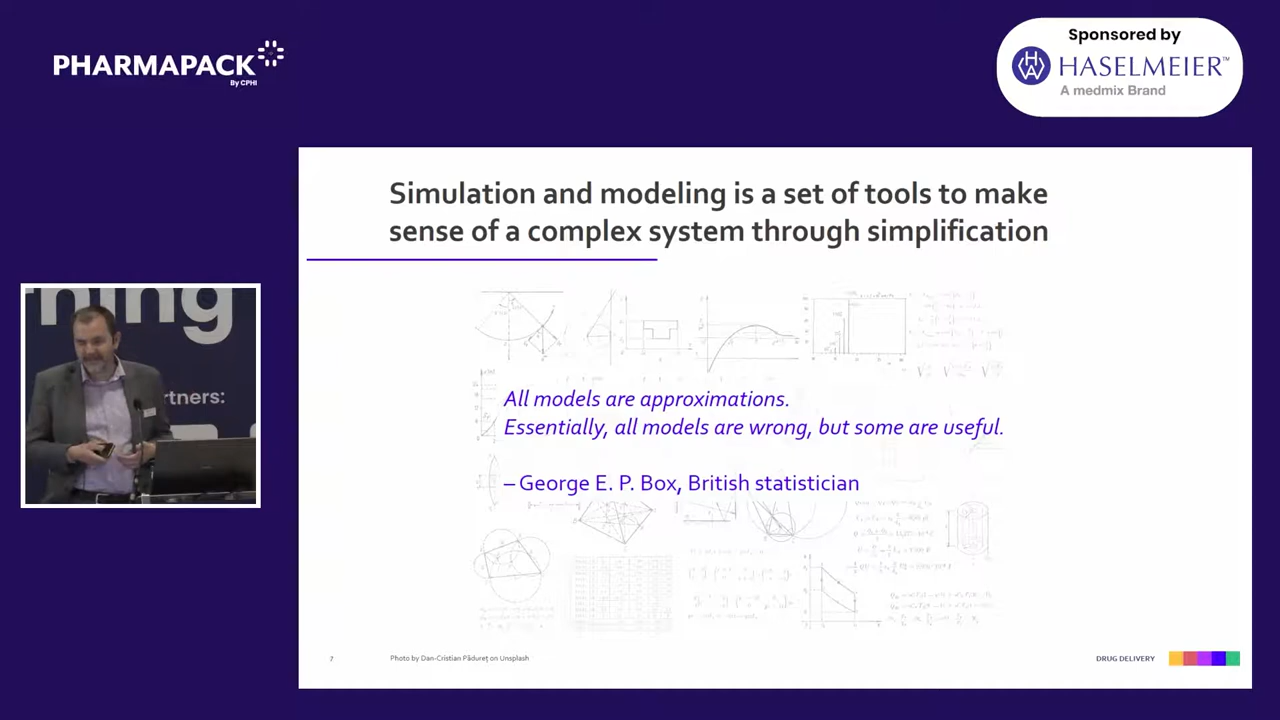 PHARMAPACK
By CPHI
Sponsored by
HASELMEIER™
A medmix Brand
Simulation and modeling is a set of tools to make
sense of a complex system through simplification
rning
rtners:
All models are approximations.
Essentially, all models are wrong, but some are useful.
– George E. P. Box, British statistician
7
Photo by Dan-Cristian Pădureț on Unsplash
DRUG DELIVERY